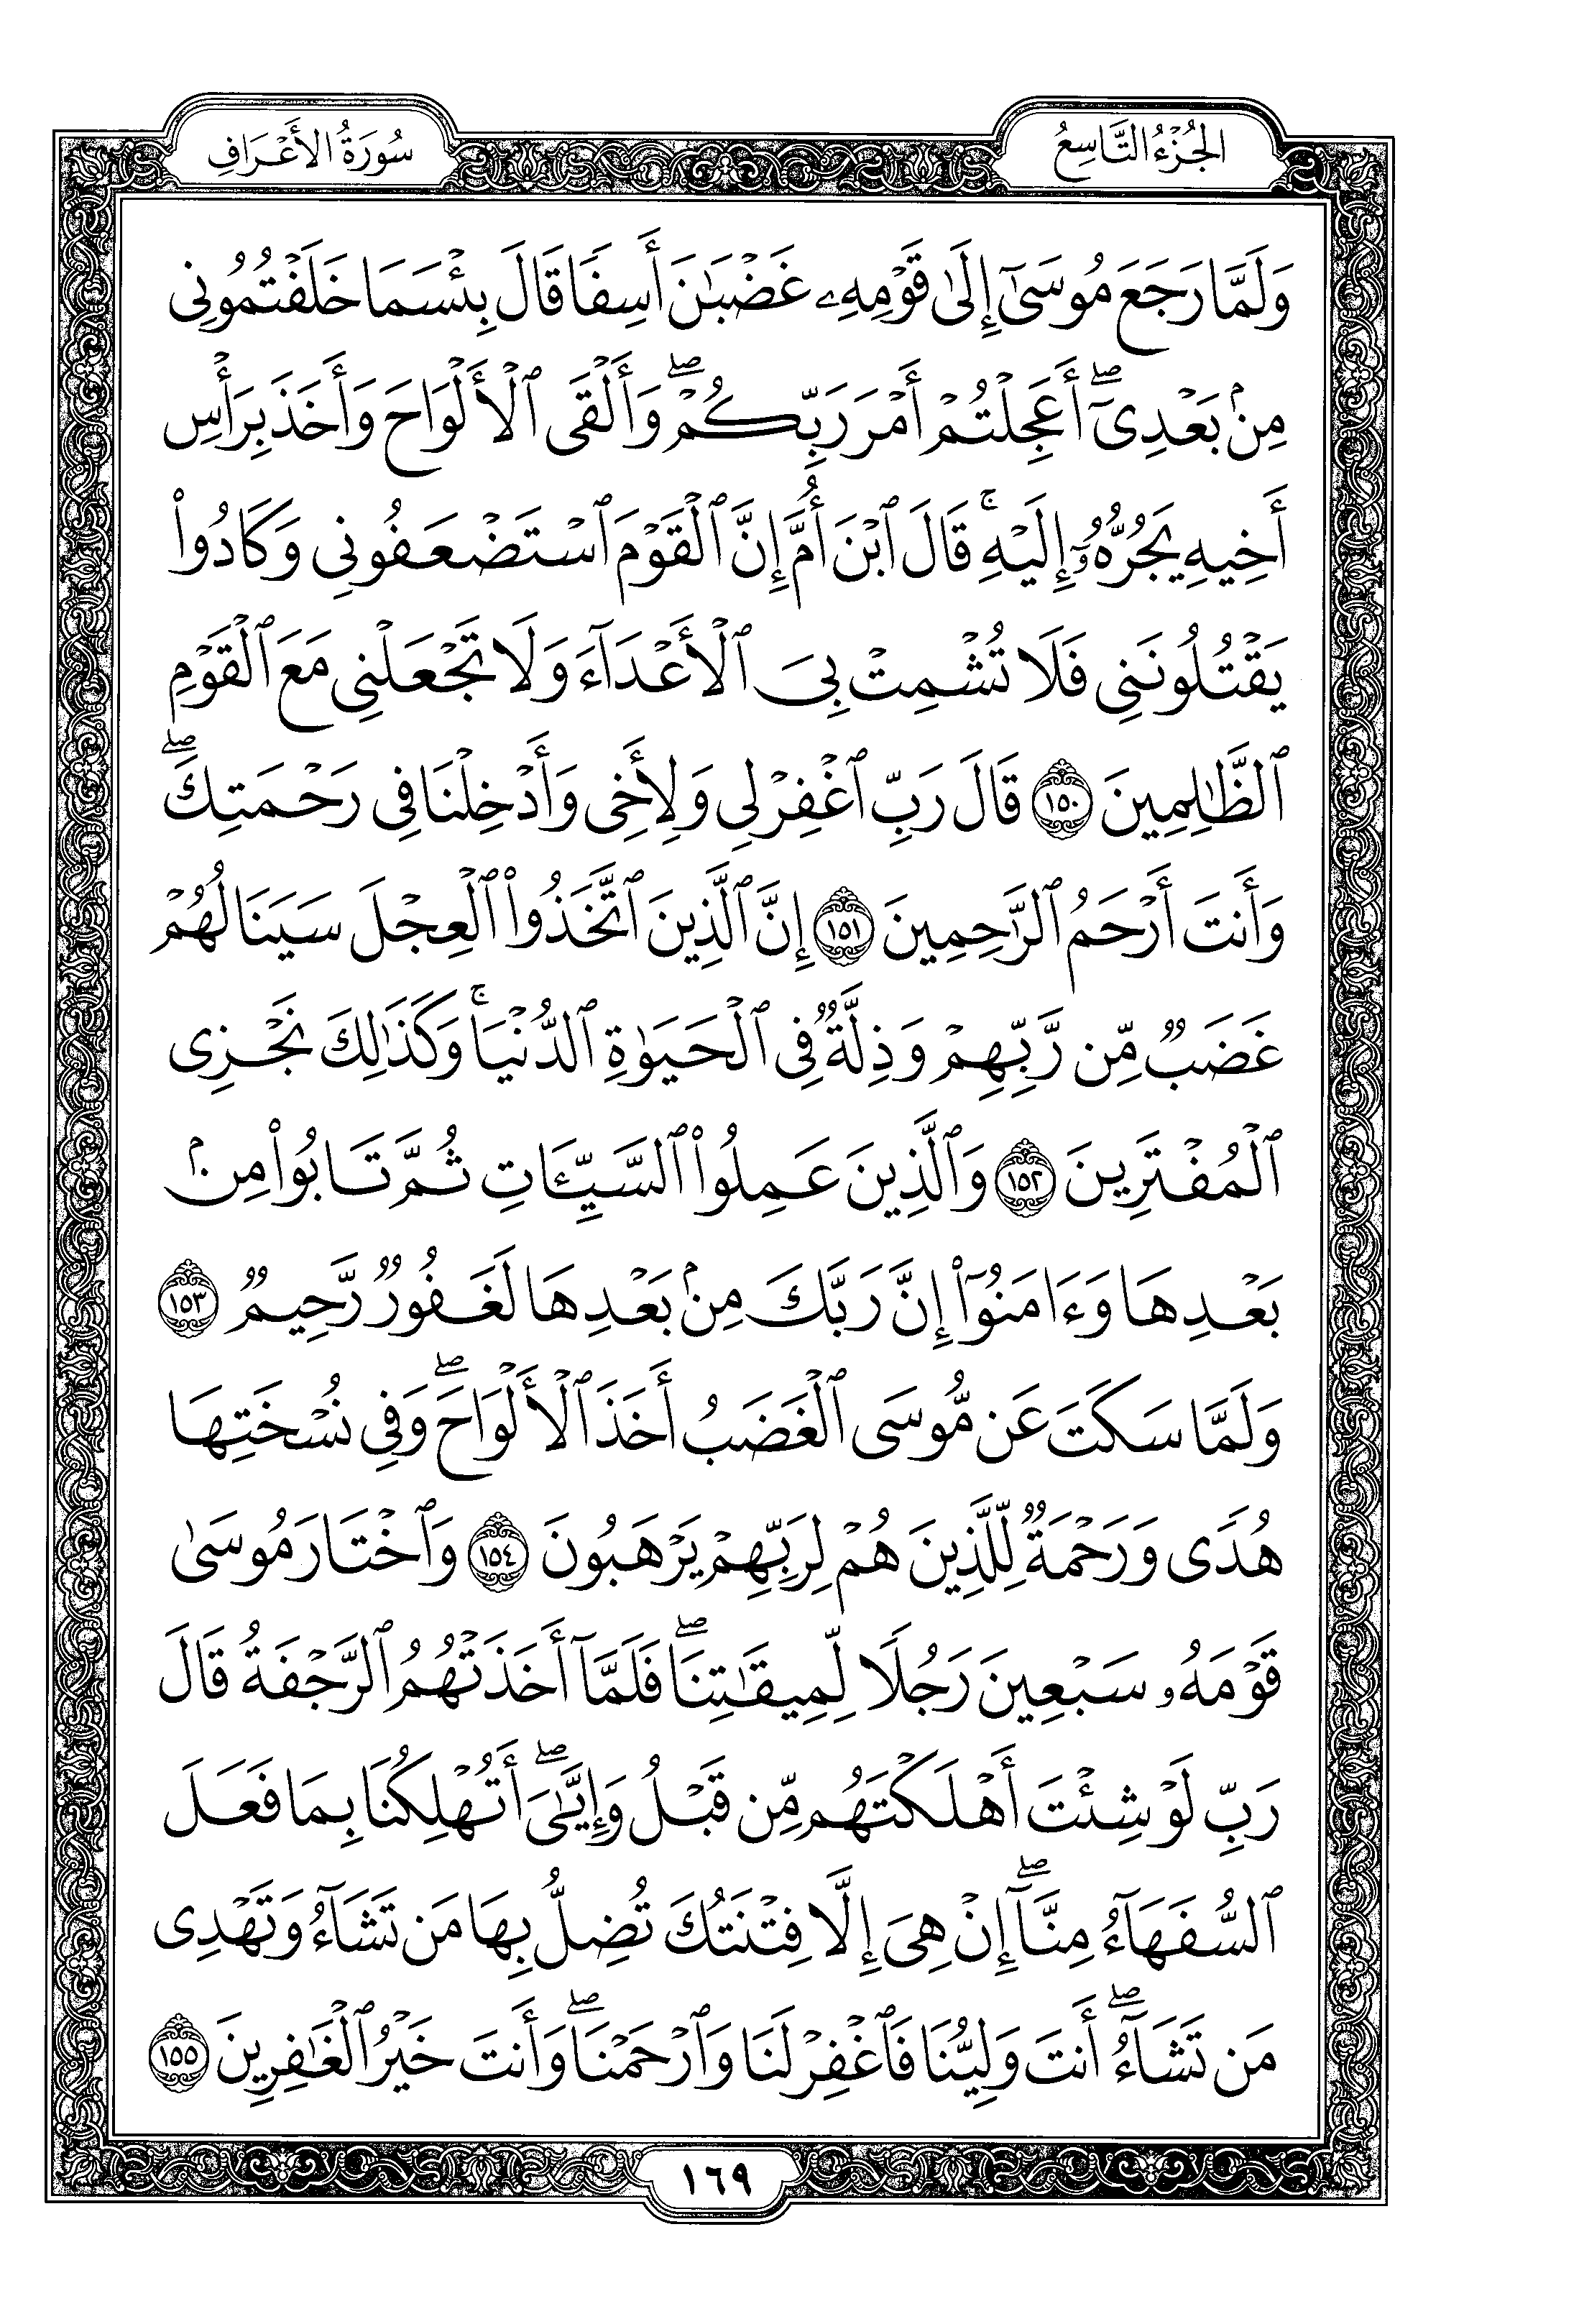 الجُزْءُ التَّاسِعُ
سُورَةُ الأَعْرَافِ
وَلَمَّا رَجَعَ مُوسَىٰٓ إِلَىٰ قَوْمِهِۦ غَضْبَٰنَ أَسِفًا قَالَ بِئْسَمَا خَلَفْتُمُونِى
مِنۢ بَعْدِىٓ ۖ أَعَجِلْتُمْ أَمْرَ رَبِّكُمْ ۖ وَأَلْقَى ٱلْأَلْوَاحَ وَأَخَذَ بِرَأْسِ
أَخِيهِ يَجُرُّهُۥٓ إِلَيْهِ ۚ قَالَ ٱبْنَ أُمَّ إِنَّ ٱلْقَوْمَ ٱسْتَضْعَفُونِى وَكَادُوا۟
يَقْتُلُونَنِى فَلَا تُشْمِتْ بِىَ ٱلْأَعْدَآءَ وَلَا تَجْعَلْنِى مَعَ ٱلْقَوْمِ
ٱلظَّٰلِمِينَ ١٥٠ قَالَ رَبِّ ٱغْفِرْ لِى وَلِأَخِى وَأَدْخِلْنَا فِى رَحْمَتِكَ ۖ
وَأَنتَ أَرْحَمُ ٱلرَّٰحِمِينَ ١٥١ إِنَّ ٱلَّذِينَ ٱتَّخَذُوا۟ ٱلْعِجْلَ سَيَنَالُهُمْ
غَضَبٌ مِّن رَّبِّهِمْ وَذِلَّةٌ فِى ٱلْحَيَوٰةِ ٱلدُّنْيَا ۚ وَكَذَٰلِكَ نَجْزِى
ٱلْمُفْتَرِينَ ١٥٢ وَٱلَّذِينَ عَمِلُوا۟ ٱلسَّيِّـَٔاتِ ثُمَّ تَابُوا۟ مِنۢ
بَعْدِهَا وَءَامَنُوٓا۟ إِنَّ رَبَّكَ مِنۢ بَعْدِهَا لَغَفُورٌ رَّحِيمٌ ١٥٣
وَلَمَّا سَكَتَ عَن مُّوسَى ٱلْغَضَبُ أَخَذَ ٱلْأَلْوَاحَ ۖ وَفِى نُسْخَتِهَا
هُدًى وَرَحْمَةٌ لِّلَّذِينَ هُمْ لِرَبِّهِمْ يَرْهَبُونَ ١٥٤ وَٱخْتَارَ مُوسَىٰ
قَوْمَهُۥ سَبْعِينَ رَجُلًا لِّمِيقَٰتِنَا ۖ فَلَمَّآ أَخَذَتْهُمُ ٱلرَّجْفَةُ قَالَ
رَبِّ لَوْ شِئْتَ أَهْلَكْتَهُم مِّن قَبْلُ وَإِيَّٰىَ ۖ أَتُهْلِكُنَا بِمَا فَعَلَ
ٱلسُّفَهَآءُ مِنَّآ ۖ إِنْ هِىَ إِلَّا فِتْنَتُكَ تُضِلُّ بِهَا مَن تَشَآءُ وَتَهْدِى
مَن تَشَآءُ ۖ أَنتَ وَلِيُّنَا فَٱغْفِرْ لَنَا وَٱرْحَمْنَا ۖ وَأَنتَ خَيْرُ ٱلْغَٰفِرِينَ ١٥٥
١٦٩